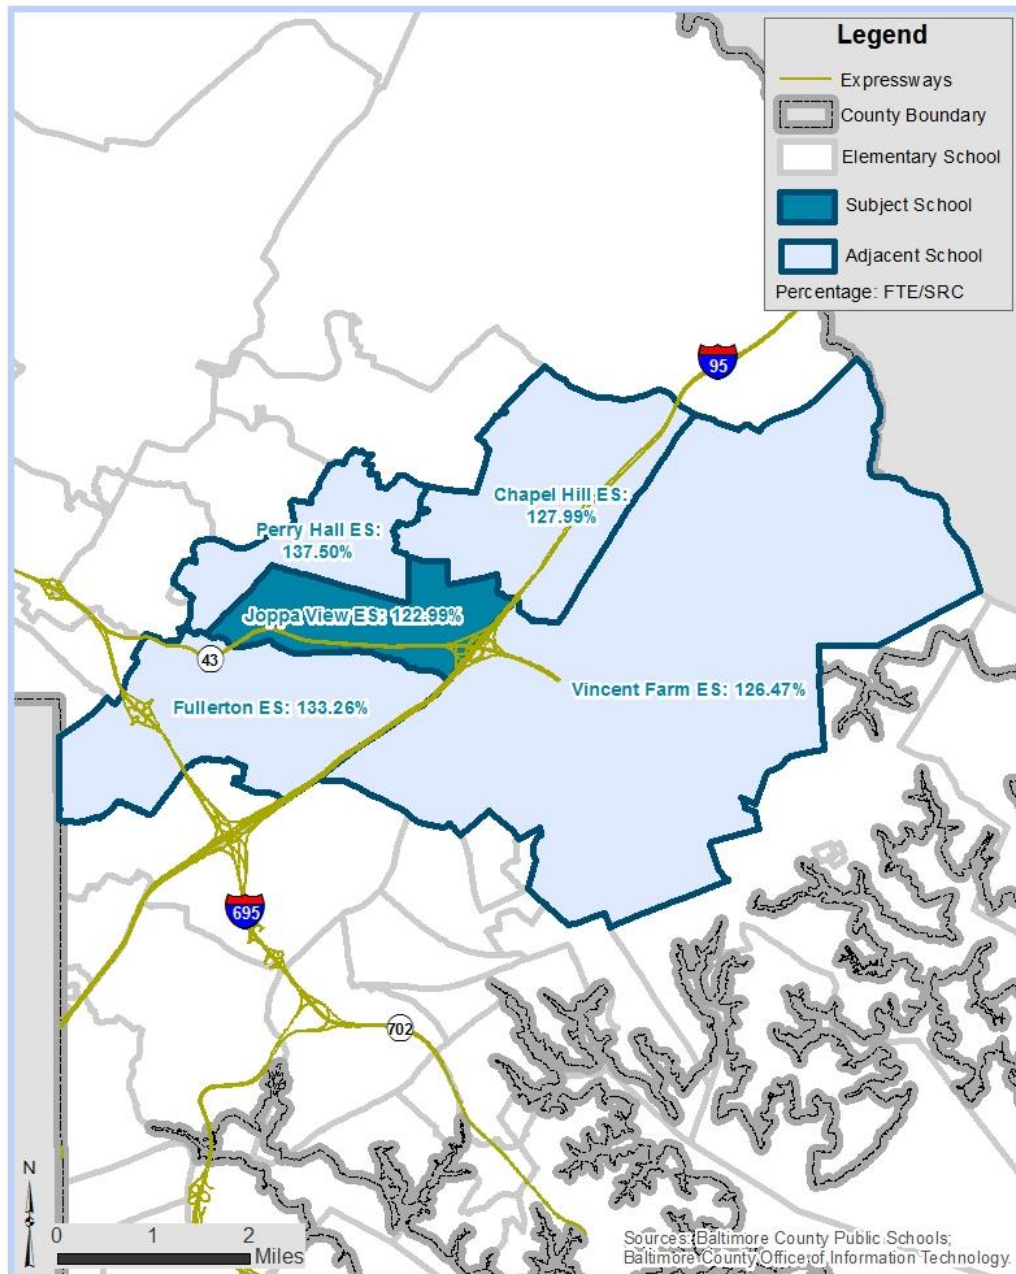 Legend
Expressways
County Boundary
Elementary School
Subject School
Adjacent School
Percentage: FTE/SRC
95
Chapel Hill ES:
127.99%
Perry Hall ES:
137.50%
Joppa View ES: 122.99%
43
Vincent Farm ES: 126.47%
Fullerton ES: 133.26%
695
702
N
0 1 2
Miles
Sources: Baltimore County Public Schools;
Baltimore County Office of Information Technology.